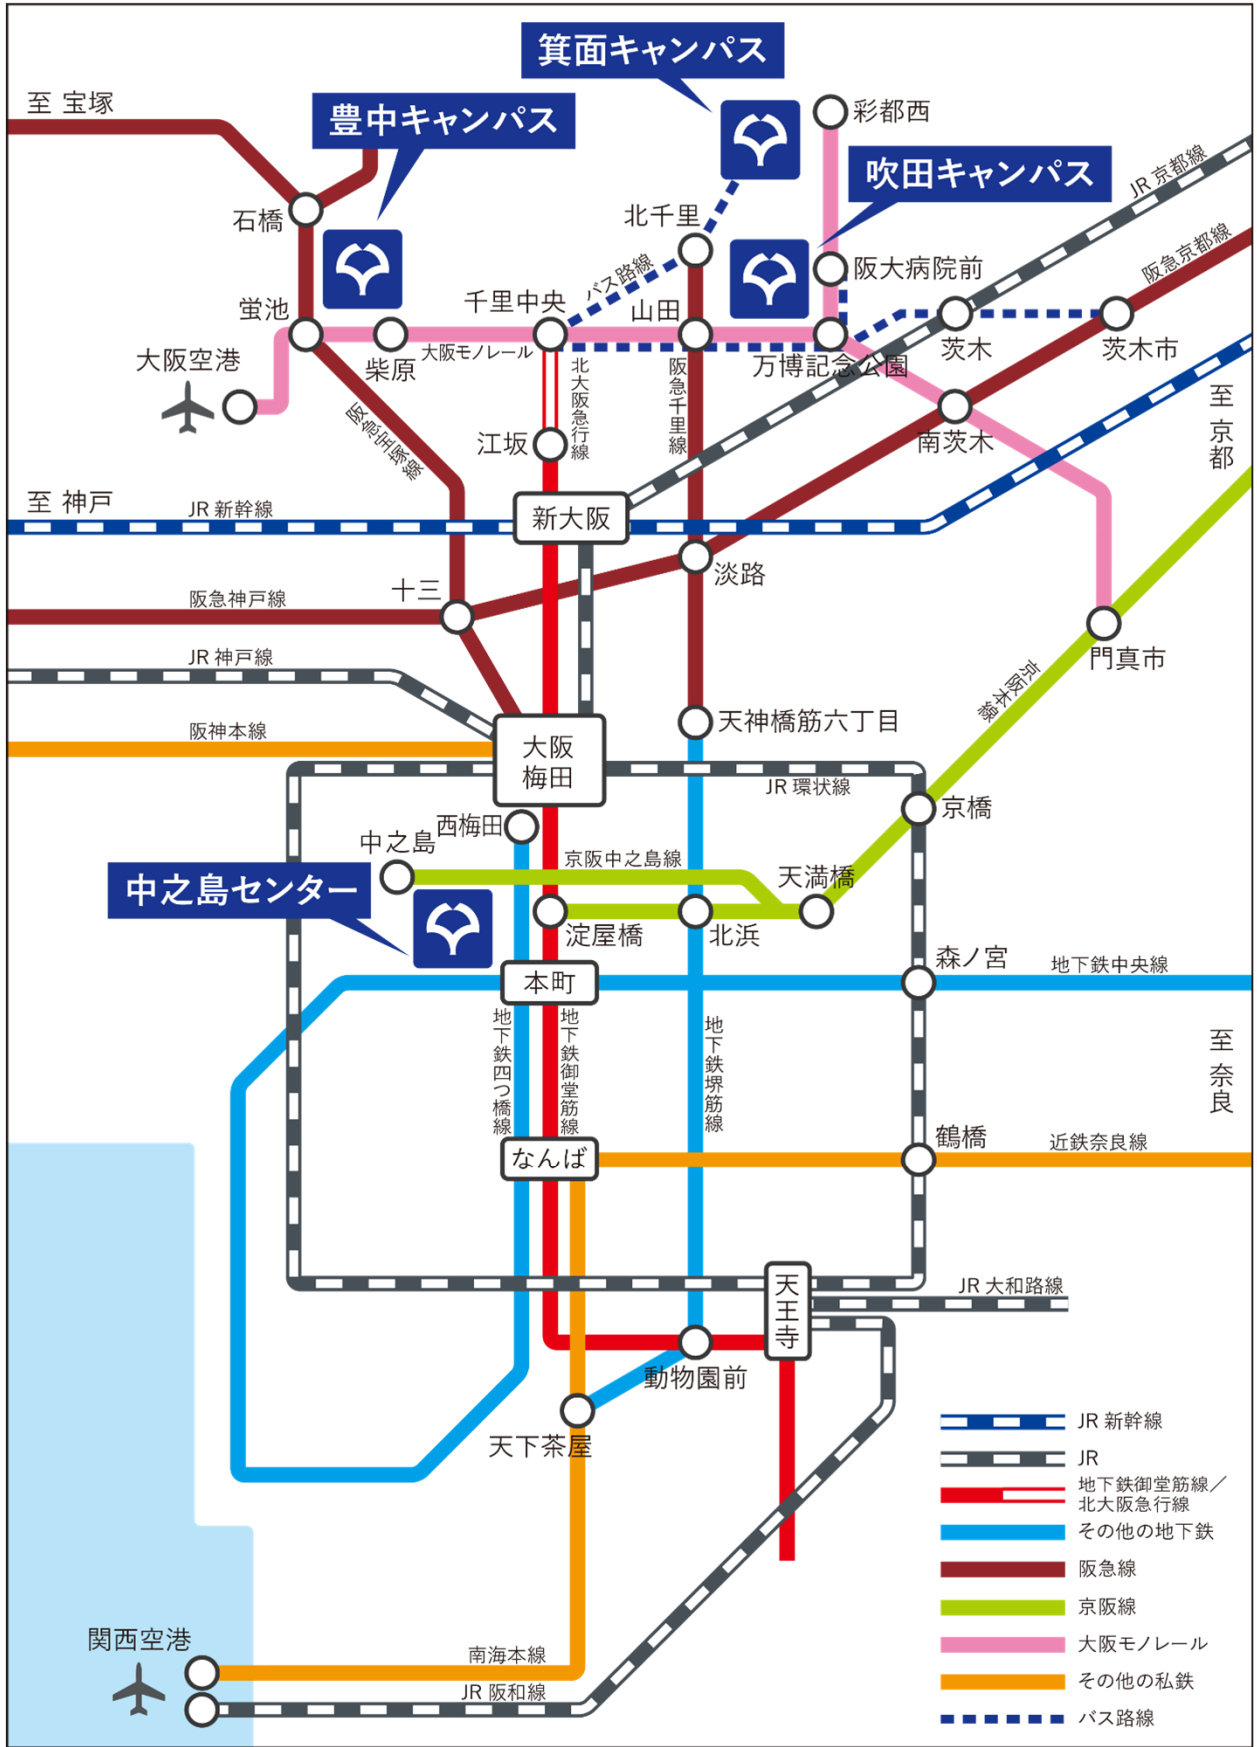 箕面キャンパス
至 宝塚
豊中キャンパス
彩都西
吹田キャンパス
JR 京都線
石橋
北千里
阪大病院前
阪急京都線
バス路線
蛍池
千里中央
山田
大阪空港
柴原
大阪モノレール
万博記念公園
茨木
茨木市
北大阪急行線
阪急千里線
阪急宝塚線
江坂
南茨木
至 京都
至 神戸
JR 新幹線
新大阪
淡路
十三
阪急神戸線
JR 神戸線
門真市
京阪本線
阪神本線
大阪
梅田
天神橋筋六丁目
JR 環状線
京橋
西梅田
中之島
京阪中之島線
天満橋
中之島センター
淀屋橋
北浜
森ノ宮
地下鉄中央線
本町
地下鉄四つ橋線
地下鉄御堂筋線
地下鉄堺筋線
至 奈良
なんば
鶴橋
近鉄奈良線
天王寺
JR 大和路線
動物園前
天下茶屋
JR 新幹線
JR
地下鉄御堂筋線／
北大阪急行線
その他の地下鉄
阪急線
京阪線
大阪モノレール
その他の私鉄
バス路線
関西空港
南海本線
JR 阪和線